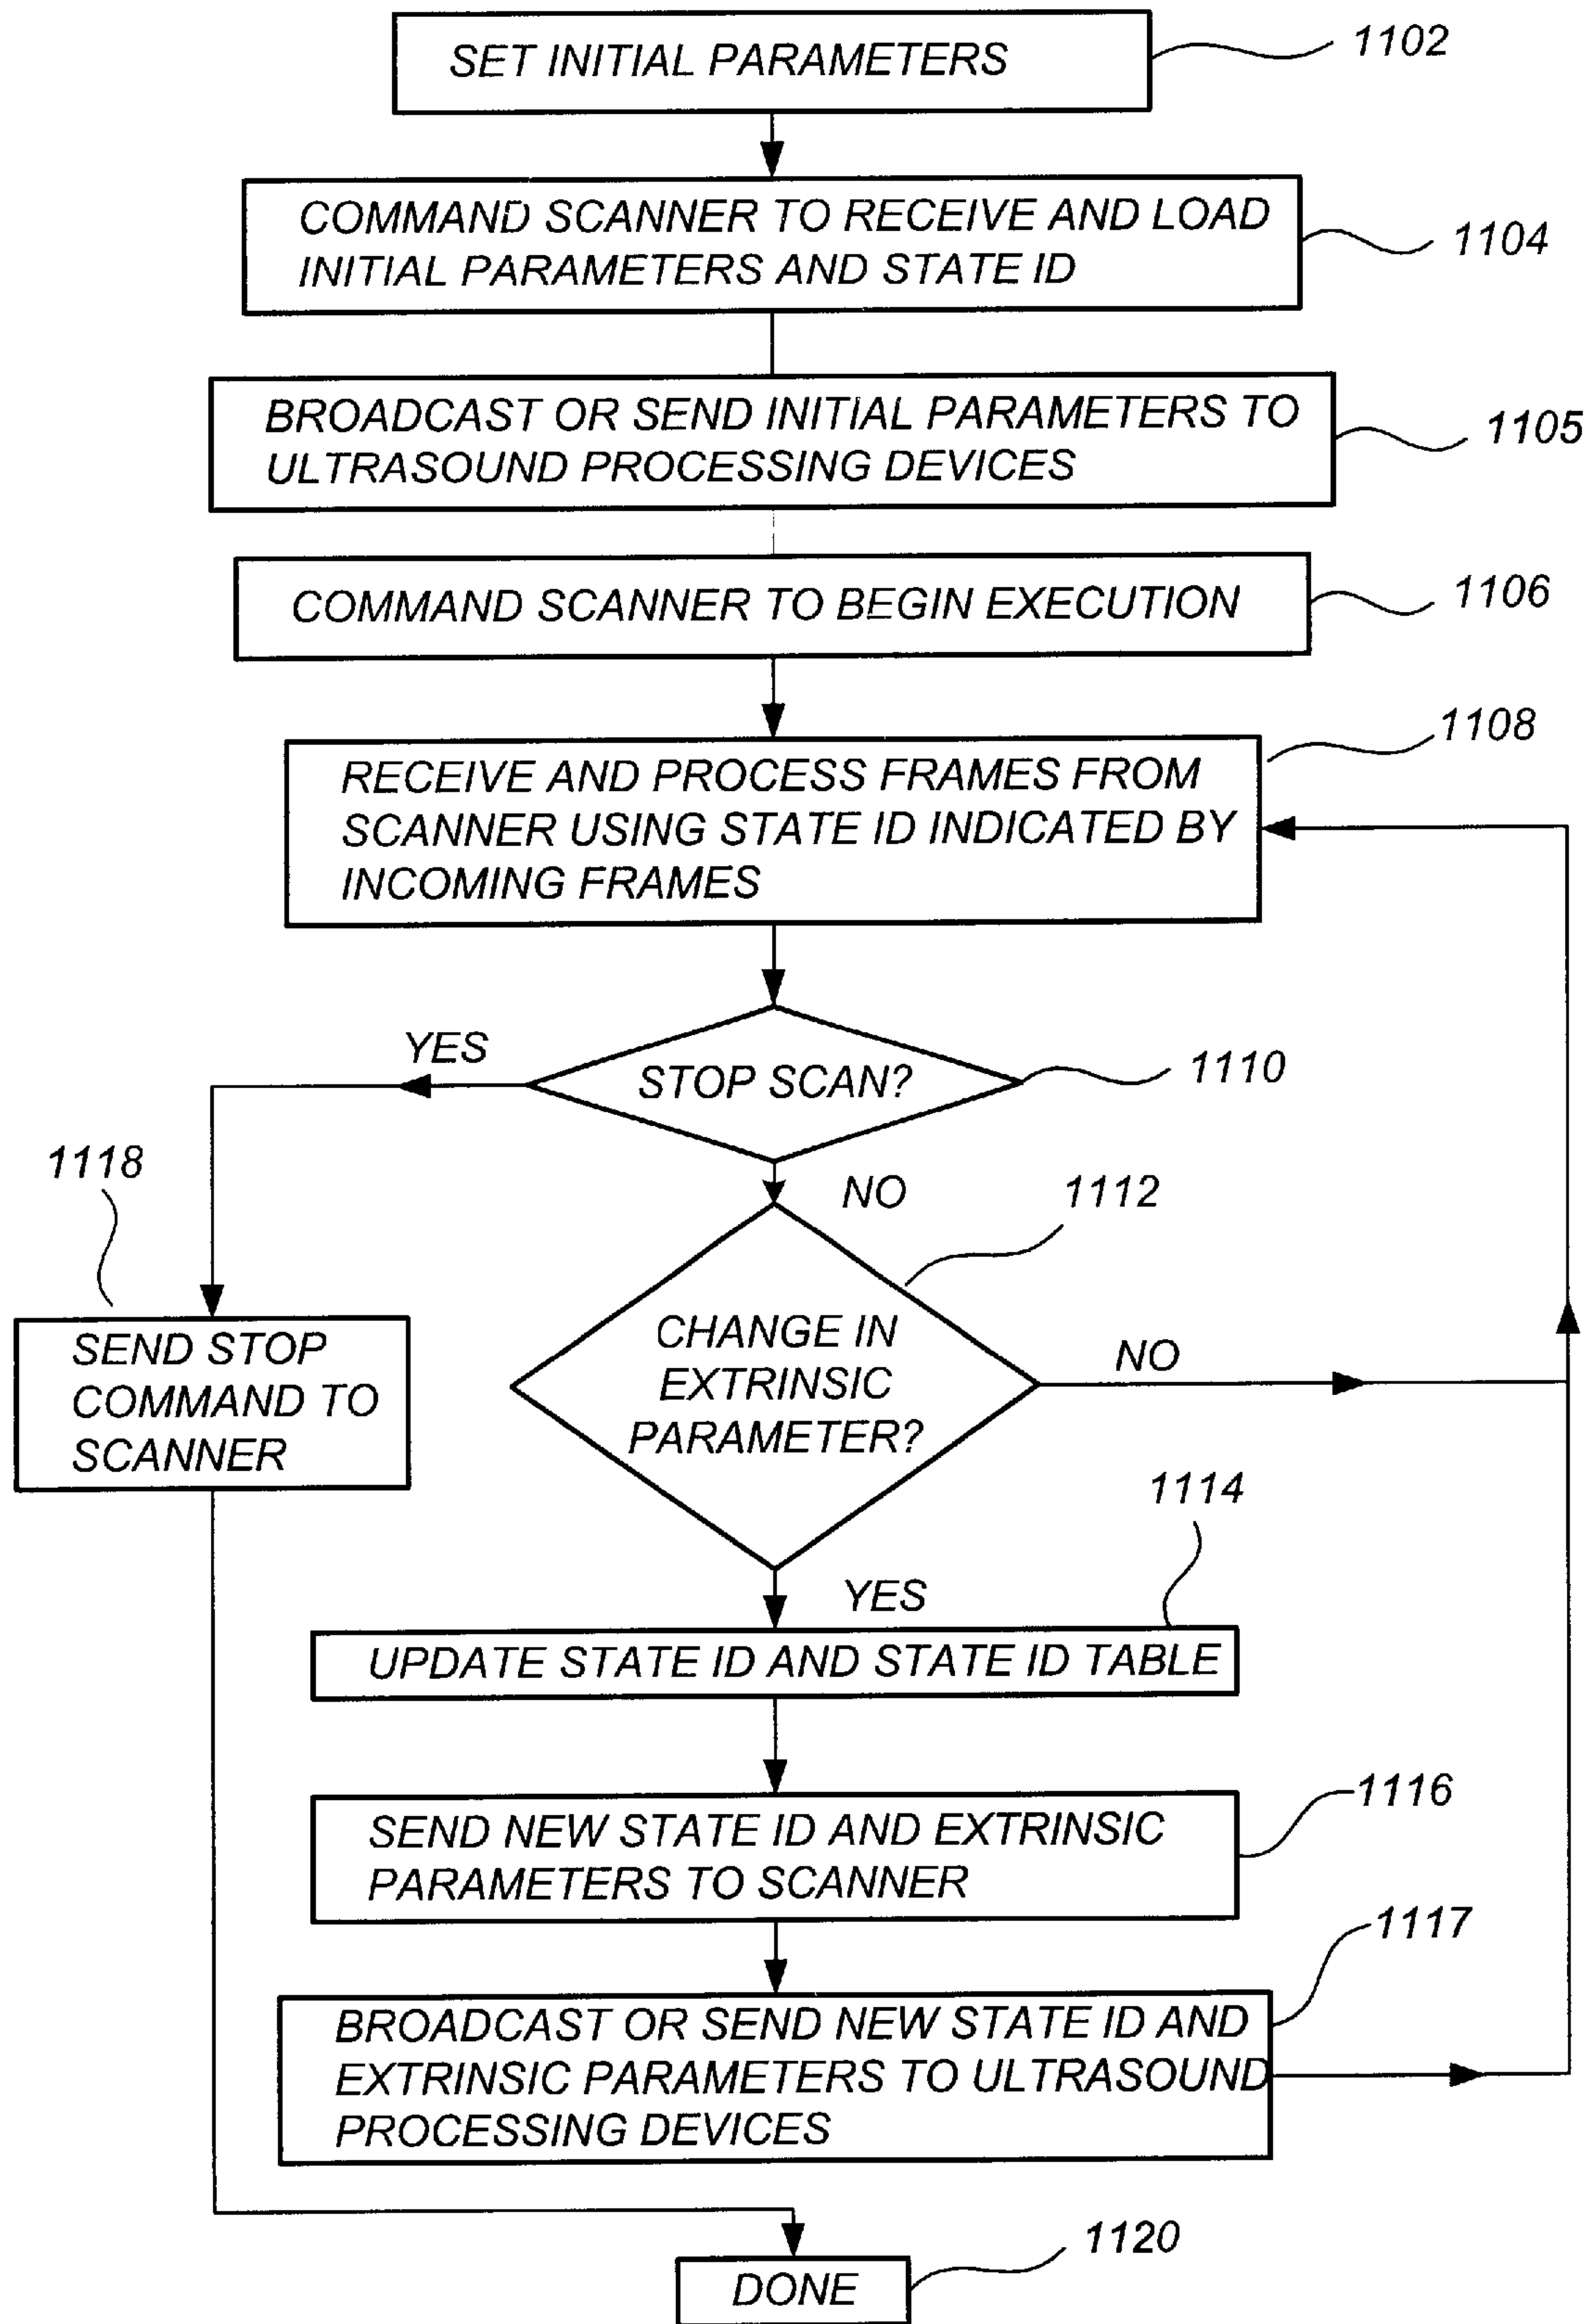 SET INITIAL PARAMETERS
1102
COMMAND SCANNER TO RECEIVE AND LOAD
INITIAL PARAMETERS AND STATE ID
1104
BROADCAST OR SEND INITIAL PARAMETERS TO
ULTRASOUND PROCESSING DEVICES
1105
COMMAND SCANNER TO BEGIN EXECUTION
1106
1108
RECEIVE AND PROCESS FRAMES FROM
SCANNER USING STATE ID INDICATED BY
INCOMING FRAMES
YES
STOP SCAN?
1110
1118
NO
1112
SEND STOP
COMMAND TO
SCANNER
CHANGE IN
EXTRINSIC
PARAMETER?
NO
1114
YES
UPDATE STATE ID AND STATE ID TABLE
1116
SEND NEW STATE ID AND EXTRINSIC
PARAMETERS TO SCANNER
1117
BROADCAST OR SEND NEW STATE ID AND
EXTRINSIC PARAMETERS TO ULTRASOUND
PROCESSING DEVICES
1120
DONE